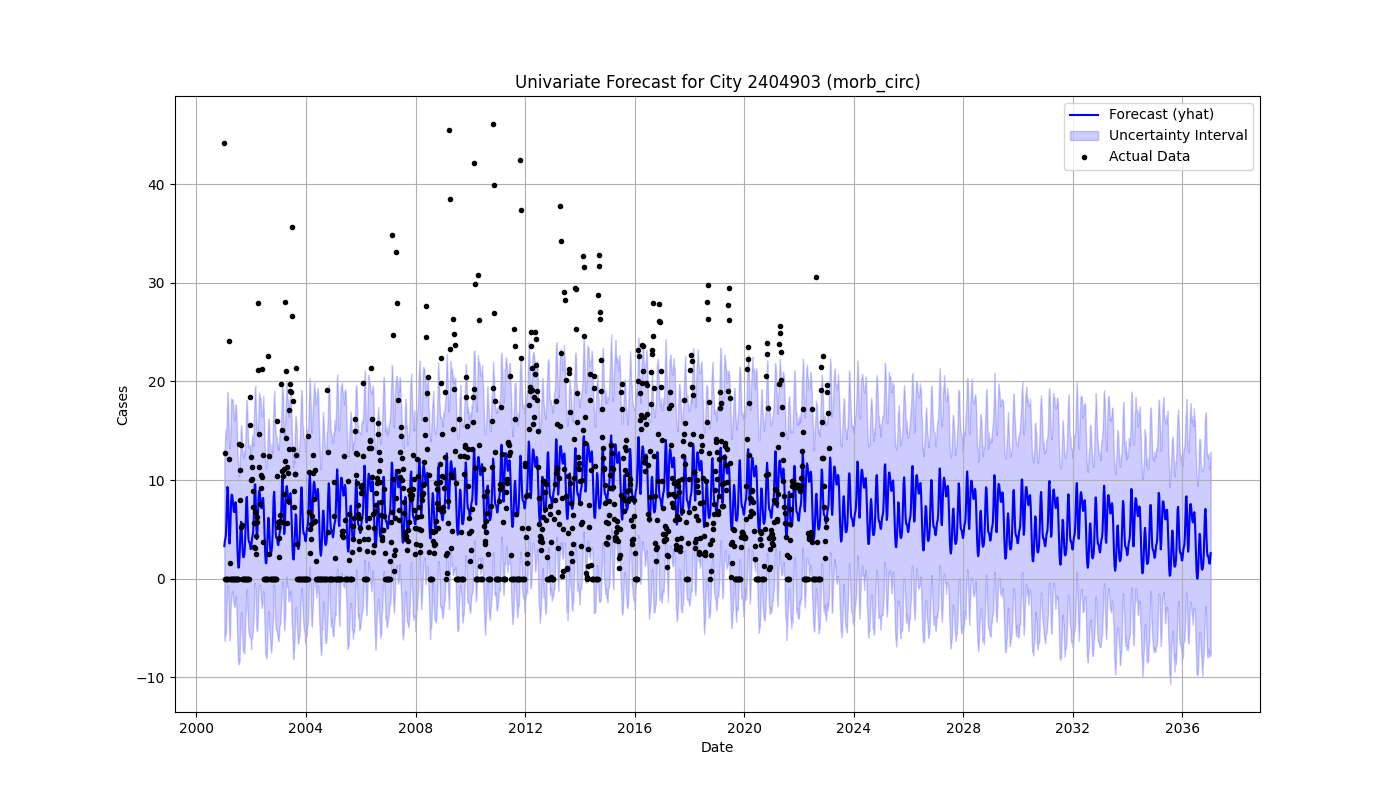 Univariate Forecast for City 2404903 (morb_circ)
Forecast (yhat)
Uncertainty Interval
Actual Data
Cases
40
30
20
10
0
−10
2000
2004
2008
2012
2016
2020
2024
2028
2032
2036
Date